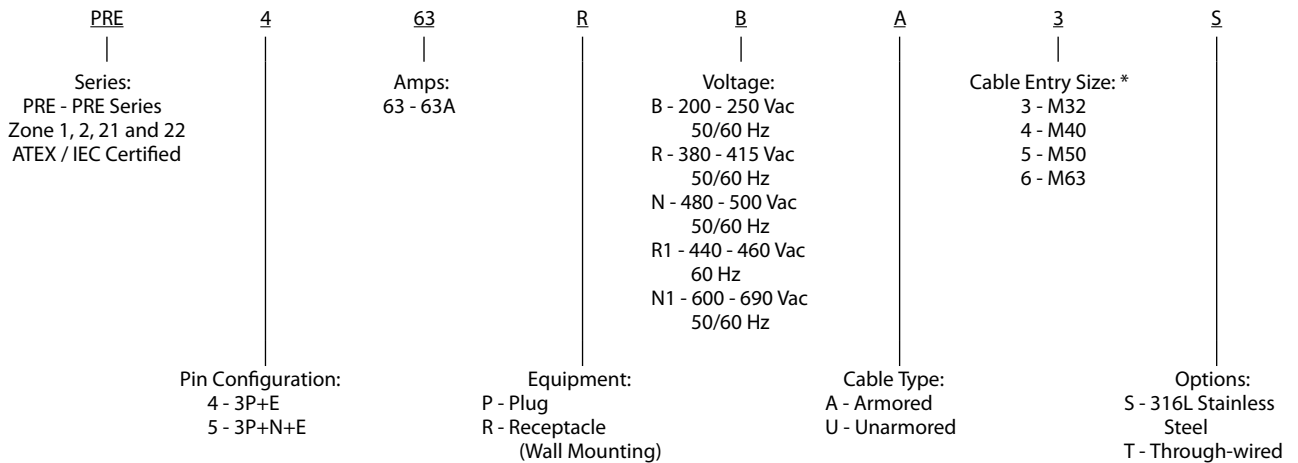 PRE 4 63 R B A 3 S
Series:
PRE - PRE Series
Zone 1, 2, 21 and 22
ATEX / IEC Certified
Amps:
63 - 63A
Voltage:
B - 200 - 250 Vac
50/60 Hz
R - 380 - 415 Vac
50/60 Hz
N - 480 - 500 Vac
50/60 Hz
R1 - 440 - 460 Vac
60 Hz
N1 - 600 - 690 Vac
50/60 Hz
Cable Entry Size: *
3 - M32
4 - M40
5 - M50
6 - M63
Pin Configuration:
4 - 3P+E
5 - 3P+N+E
Equipment:
P - Plug
R - Receptacle
(Wall Mounting)
Cable Type:
A - Armored
U - Unarmored
Options:
S - 316L Stainless
Steel
T - Through-wired